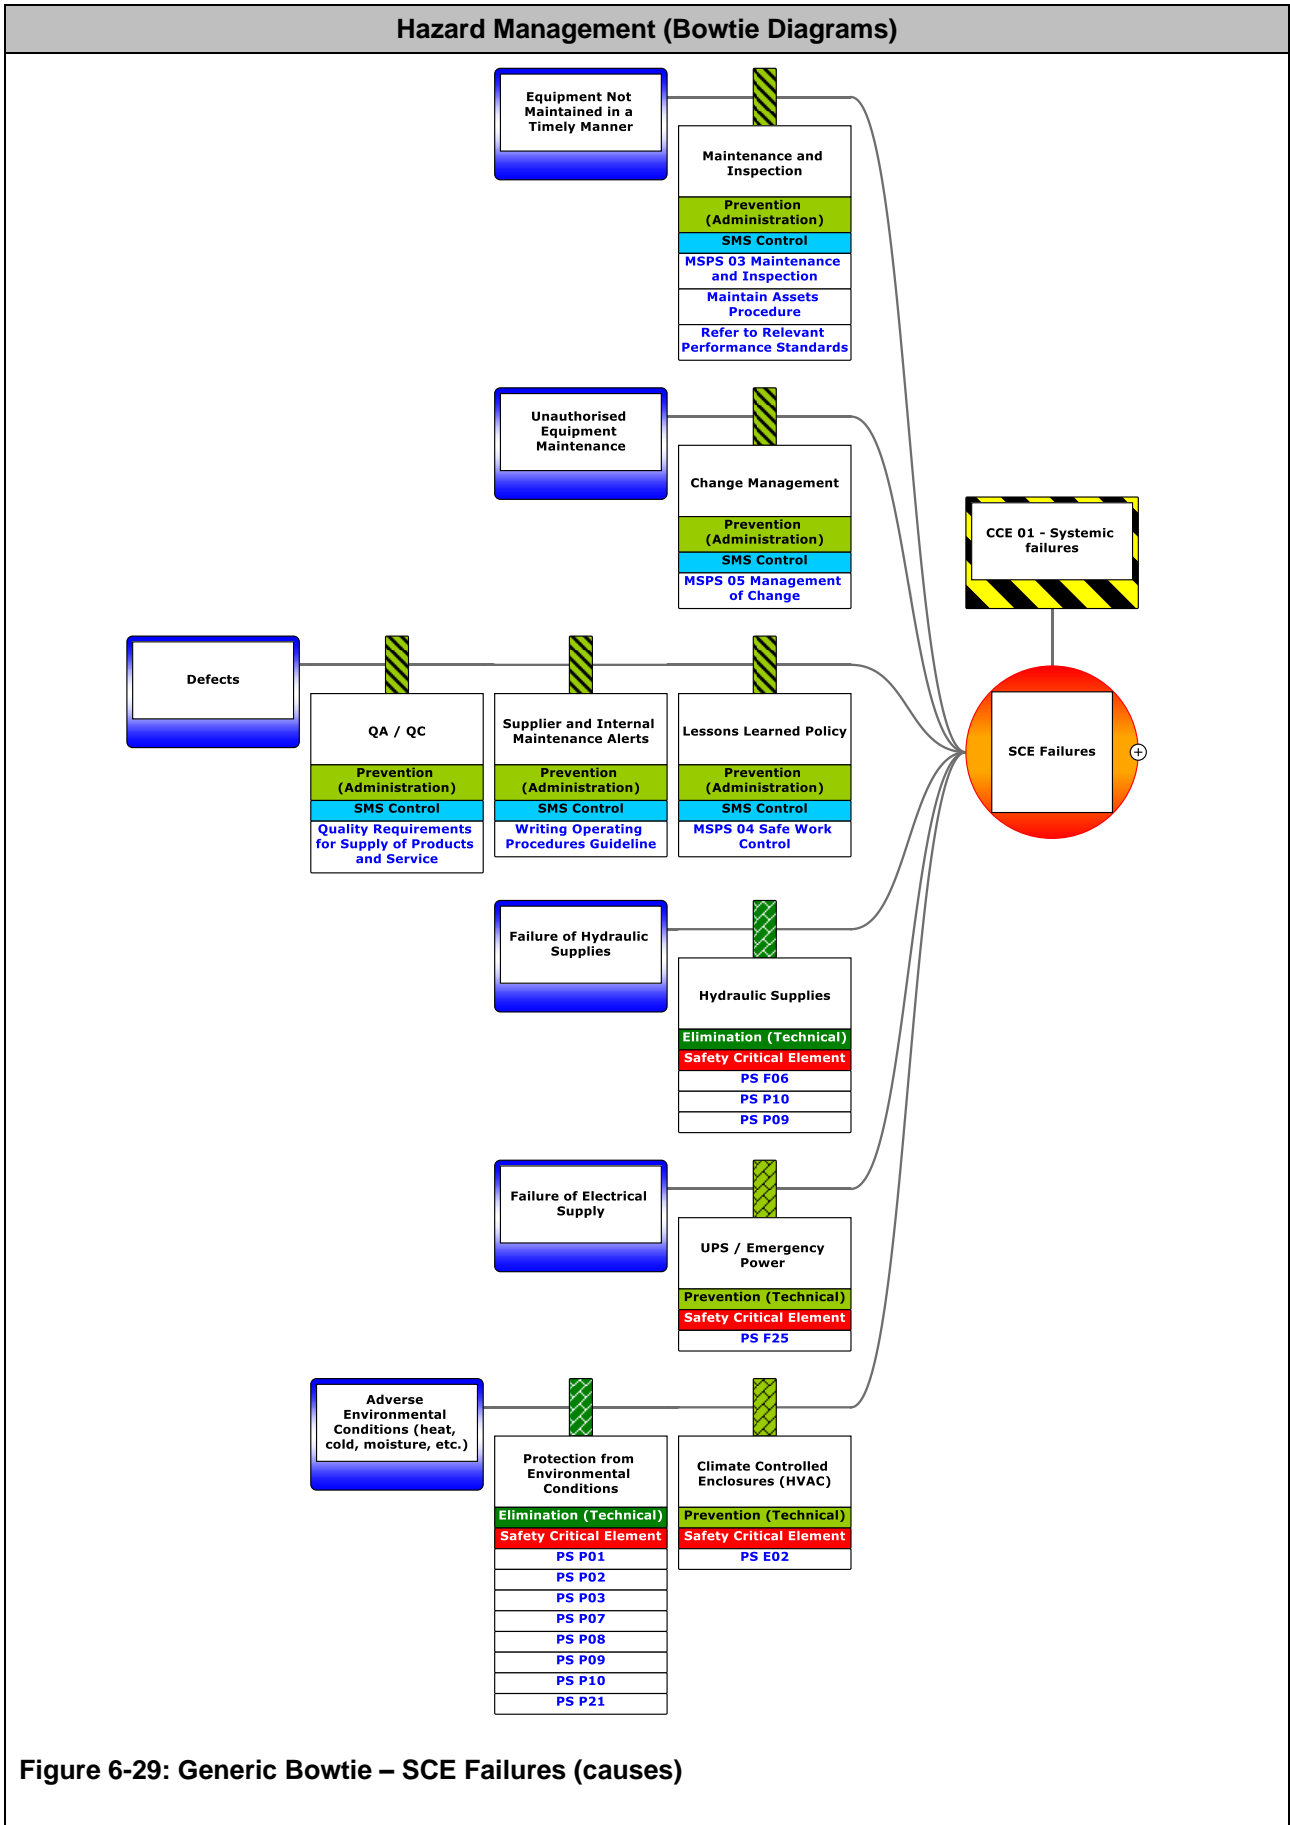 Hazard Management (Bowtie Diagrams)
Equipment Not
Maintained in a
Timely Manner
Maintenance and
Inspection
Prevention
(Administration)
SMS Control
MSPS 03 Maintenance
and Inspection
Maintain Assets
Procedure
Refer to Relevant
Performance Standards
Unauthorised
Equipment
Maintenance
Change Management
Prevention
(Administration)
SMS Control
MSPS 05 Management
of Change
CCE 01 - Systemic
failures
SCE Failures
Defects
QA / QC
Prevention
(Administration)
SMS Control
Quality Requirements
for Supply of Products
and Service
Supplier and Internal
Maintenance Alerts
Prevention
(Administration)
SMS Control
Writing Operating
Procedures Guideline
Lessons Learned Policy
Prevention
(Administration)
SMS Control
MSPS 04 Safe Work
Control
Failure of Hydraulic
Supplies
Hydraulic Supplies
Elimination (Technical)
Safety Critical Element
PS F06
PS P10
PS P09
Failure of Electrical
Supply
UPS / Emergency
Power
Prevention (Technical)
Safety Critical Element
PS F25
Adverse
Environmental
Conditions (heat,
cold, moisture, etc.)
Protection from
Environmental
Conditions
Elimination (Technical)
Safety Critical Element
PS P01
PS P02
PS P03
PS P07
PS P08
PS P09
PS P10
PS P21
Climate Controlled
Enclosures (HVAC)
Prevention (Technical)
Safety Critical Element
PS E02
Figure 6-29: Generic Bowtie – SCE Failures (causes)